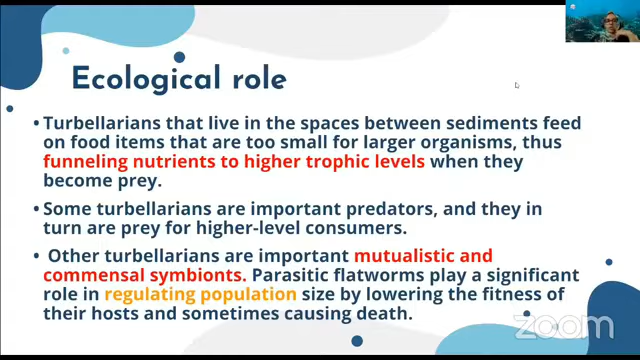 Ecological role
• Turbellarians that live in the spaces between sediments feed
on food items that are too small for larger organisms, thus
funneling nutrients to higher trophic levels when they
become prey.
• Some turbellarians are important predators, and they in
turn are prey for higher-level consumers.
• Other turbellarians are important mutualistic and
commensal symbionts. Parasitic flatworms play a significant
role in regulating population size by lowering the fitness of
their hosts and sometimes causing death.
zoom